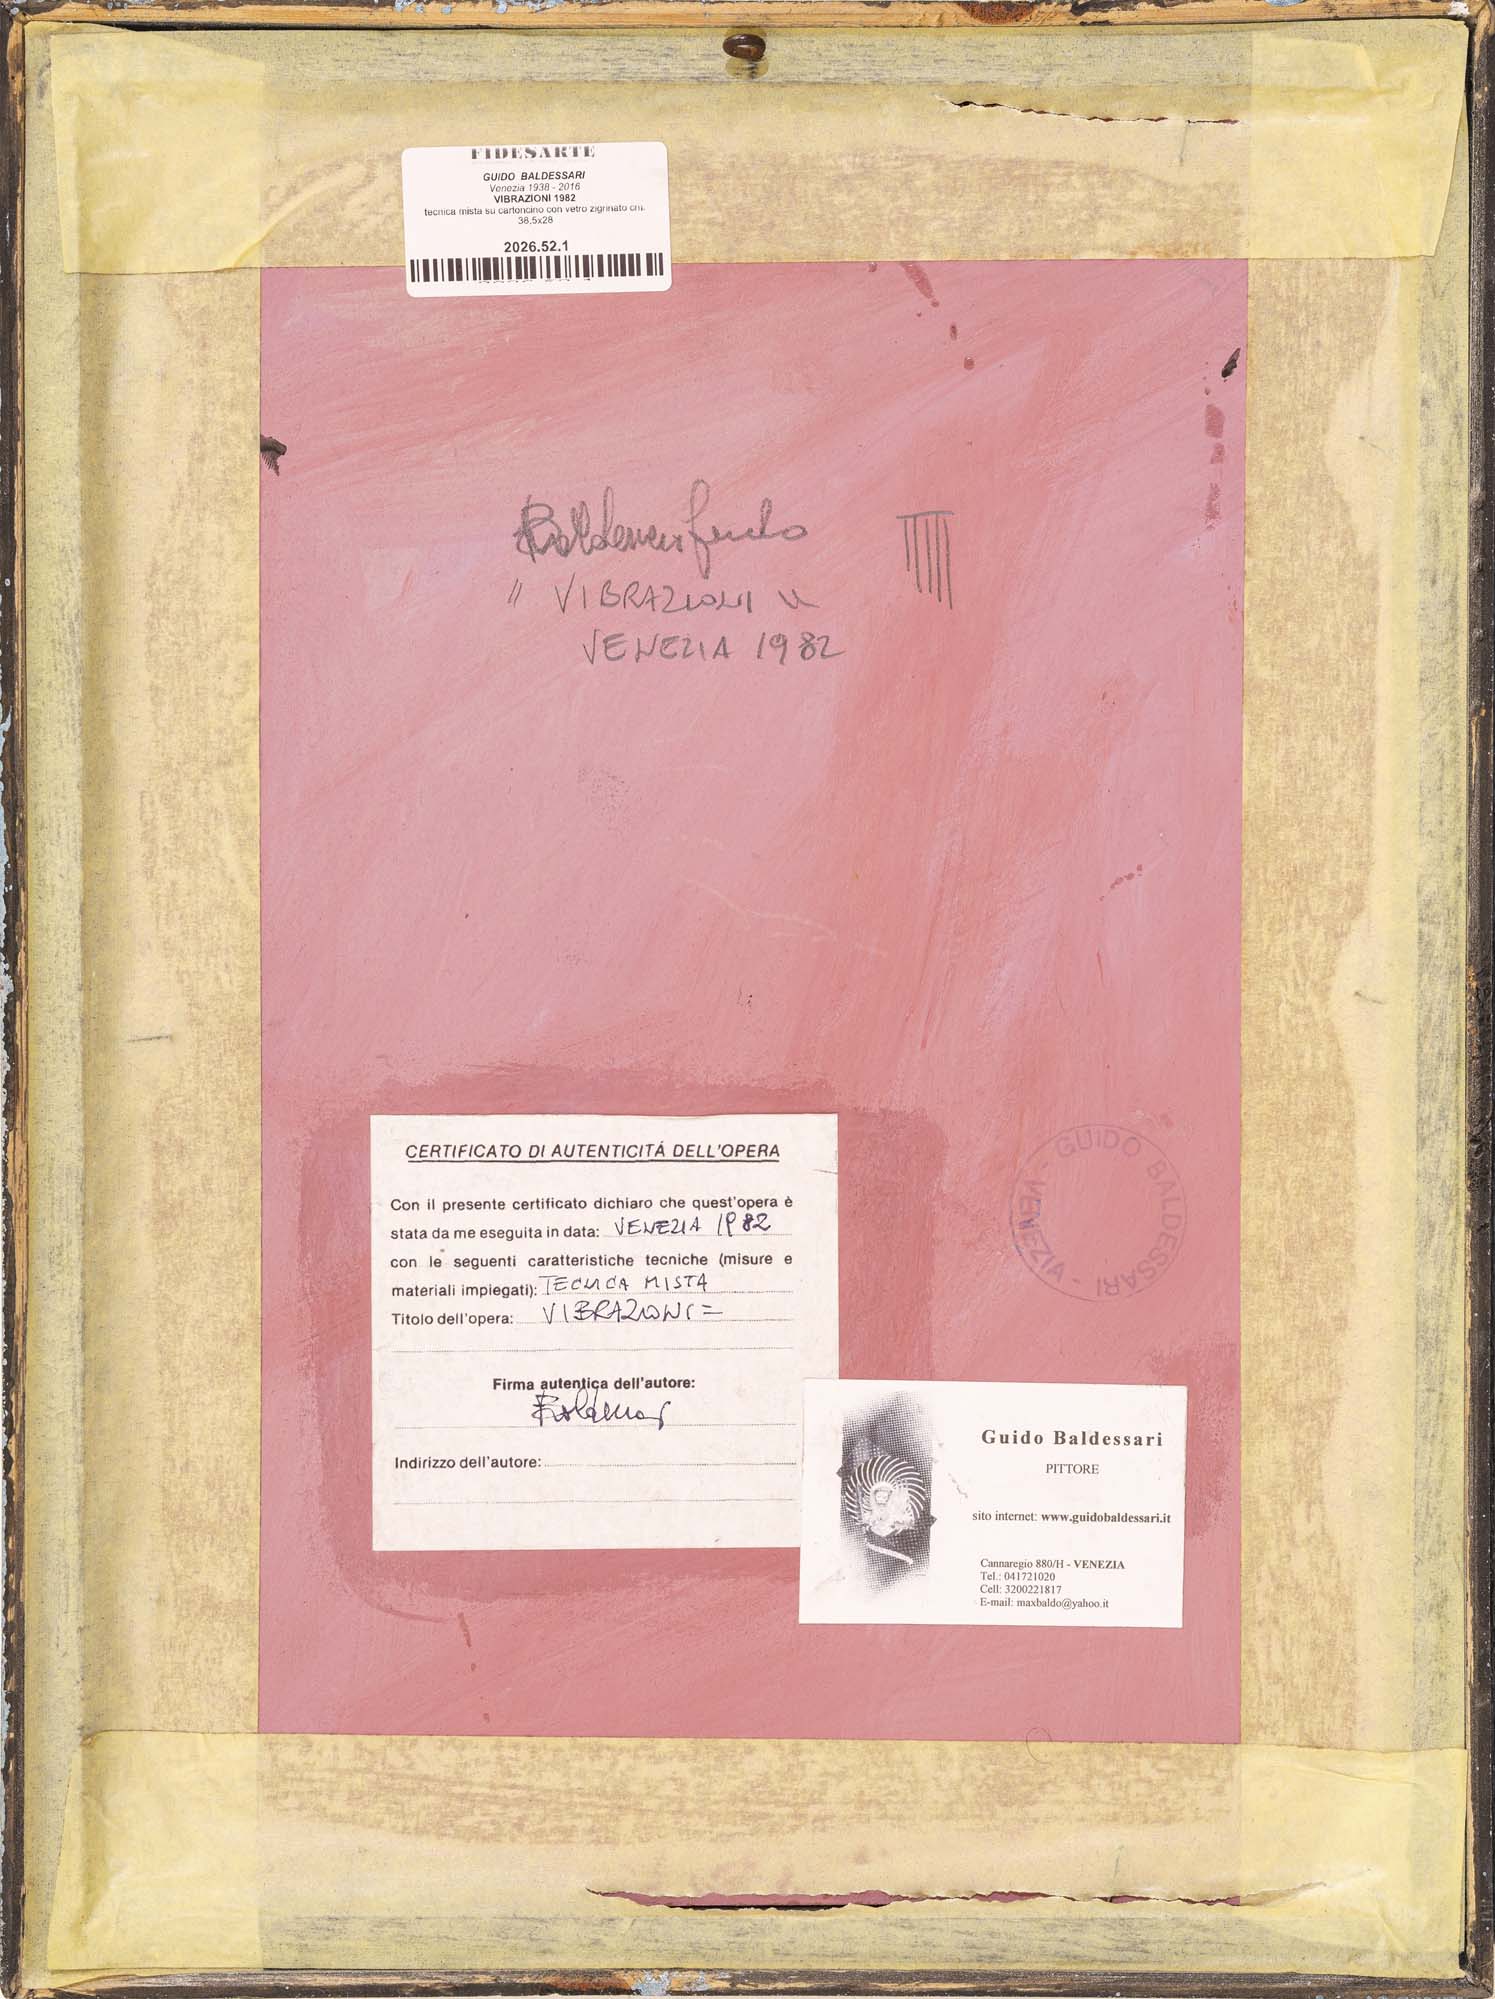 FIDESARTE
GUIDO BALDESSARI
Venezia 1938 - 2016
VIBRAZIONI 1982
tecnica mista su cartoncino con vetro zigrinato cm.
38,5x28
2026.52.1
Baldessari Guido
" VIBRAZIONI "
VENEZIA 1982
CERTIFICATO DI AUTENTICITÁ DELL'OPERA
Con il presente certificato dichiaro che quest'opera è
stata da me eseguita in data: VENEZIA 1982
con le seguenti caratteristiche tecniche (misure e
materiali impiegati): TECNICA MISTA
Titolo dell'opera: VIBRAZIONI =
Firma autentica dell'autore:
Baldessari
Indirizzo dell'autore:
GUIDO BALDESSARI - VENEZIA -
Guido Baldessari
PITTORE
sito internet: www.guidobaldessari.it
Cannaregio 880/H - VENEZIA
Tel.: 041721020
Cell: 3200221817
E-mail: maxbaldo@yahoo.it